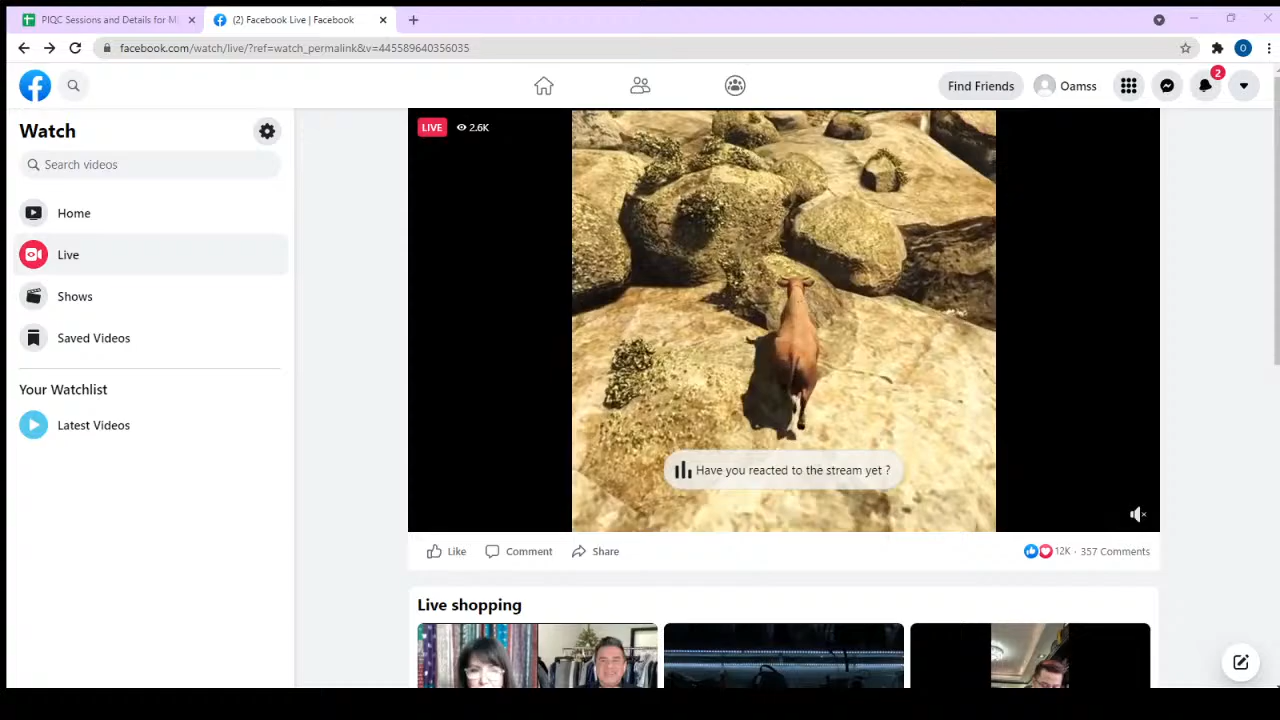 PIQC Sessions and Details for M
(2) Facebook Live | Facebook
facebook.com/watch/live/?ref=watch_permalink&v=445589640356035
O
Find Friends
Oamss
2
Watch
Search videos
Home
Live
Shows
Saved Videos
Your Watchlist
Latest Videos
LIVE
2.6K
Have you reacted to the stream yet ?
Like
Comment
Share
12K · 357 Comments
Live shopping